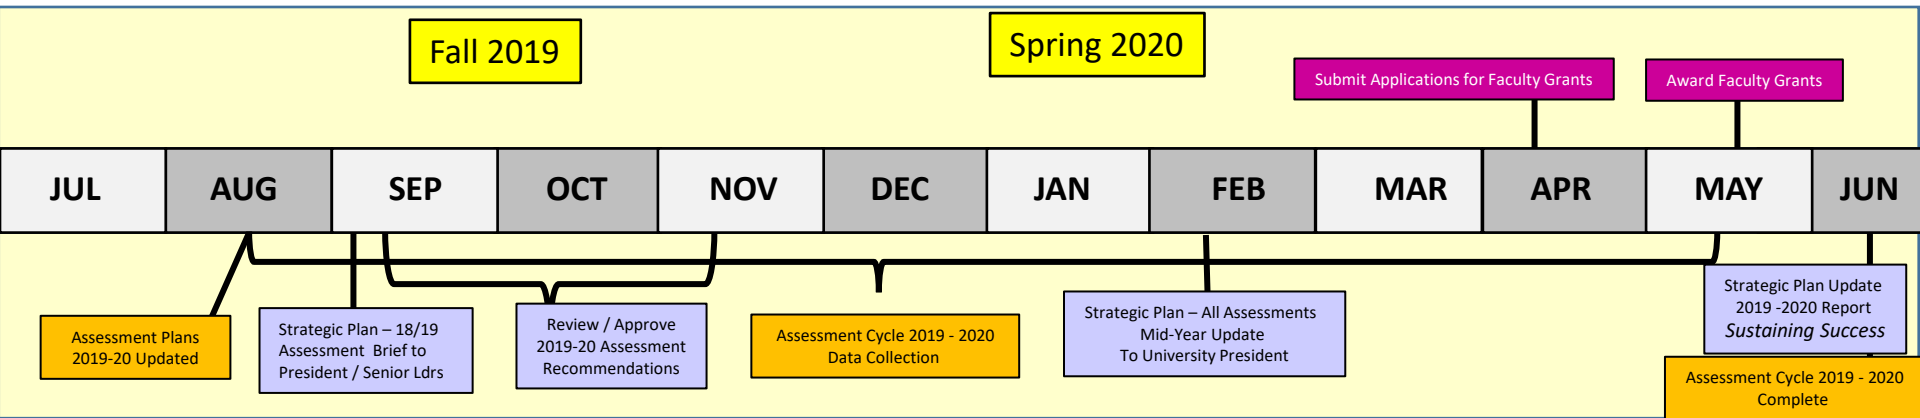 Fall 2019
Spring 2020
Submit Applications for Faculty Grants
Award Faculty Grants
JUL
AUG
SEP
OCT
NOV
DEC
JAN
FEB
MAR
APR
MAY
JUN
Assessment Plans
2019-20 Updated
Strategic Plan – 18/19
Assessment Brief to
President / Senior Ldrs
Review / Approve
2019-20 Assessment
Recommendations
Assessment Cycle 2019 - 2020
Data Collection
Strategic Plan – All Assessments
Mid-Year Update
To University President
Strategic Plan Update
2019 -2020 Report
Sustaining Success
Assessment Cycle 2019 - 2020
Complete